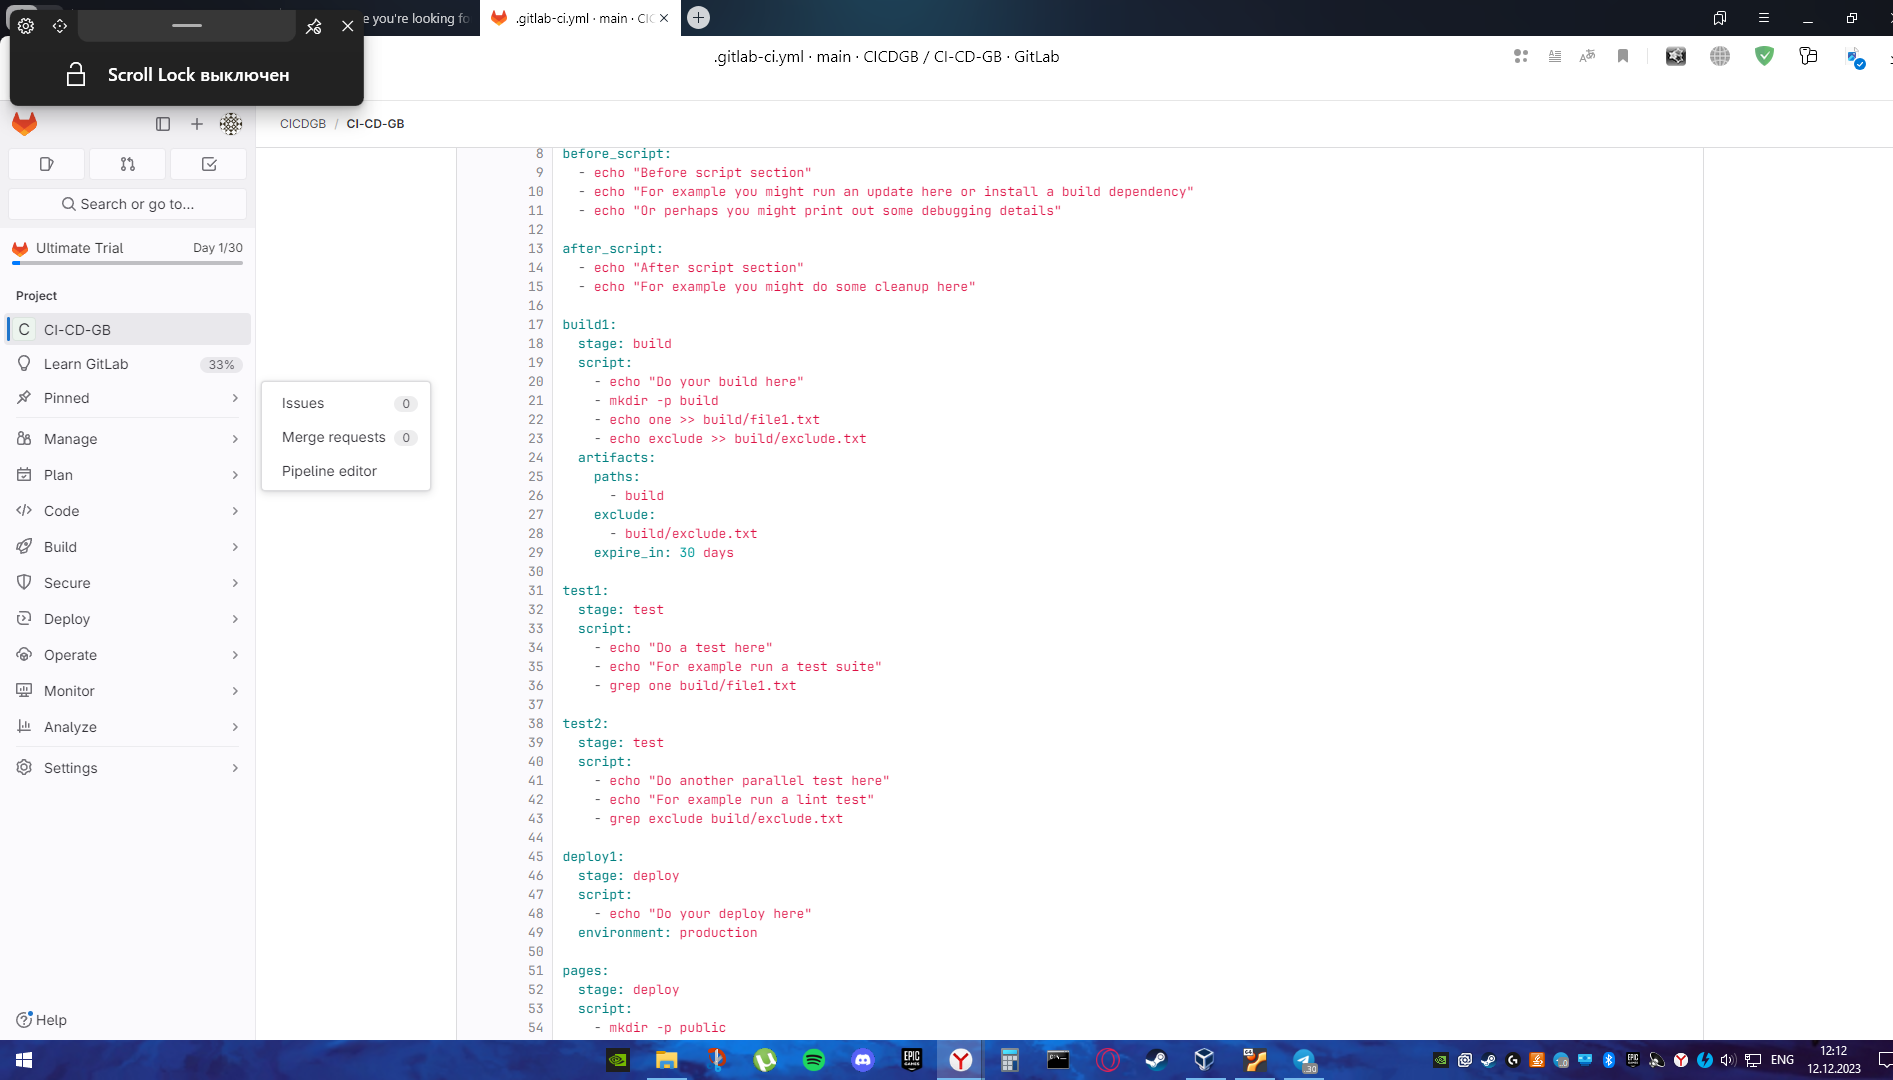 Scroll Lock выключен
e you're looking fo
.gitlab-ci.yml · main · CIC
.gitlab-ci.yml · main · CICDGB / CI-CD-GB · GitLab
CICDGB / CI-CD-GB
Search or go to...
Ultimate Trial Day 1/30
Project
C CI-CD-GB
Learn GitLab 33%
Pinned
Manage
Plan
Code
Build
Secure
Deploy
Operate
Monitor
Analyze
Settings
Help
Issues 0
Merge requests 0
Pipeline editor
8 before_script:
9 - echo "Before script section"
10 - echo "For example you might run an update here or install a build dependency"
11 - echo "Or perhaps you might print out some debugging details"
12
13 after_script:
14 - echo "After script section"
15 - echo "For example you might do some cleanup here"
16
17 build1:
18 stage: build
19 script:
20 - echo "Do your build here"
21 - mkdir -p build
22 - echo one >> build/file1.txt
23 - echo exclude >> build/exclude.txt
24 artifacts:
25 paths:
26 - build
27 exclude:
28 - build/exclude.txt
29 expire_in: 30 days
30
31 test1:
32 stage: test
33 script:
34 - echo "Do a test here"
35 - echo "For example run a test suite"
36 - grep one build/file1.txt
37
38 test2:
39 stage: test
40 script:
41 - echo "Do another parallel test here"
42 - echo "For example run a lint test"
43 - grep exclude build/exclude.txt
44
45 deploy1:
46 stage: deploy
47 script:
48 - echo "Do your deploy here"
49 environment: production
50
51 pages:
52 stage: deploy
53 script:
54 - mkdir -p public
EPIC GAMES
64
30
ENG
12:12
12.12.2023